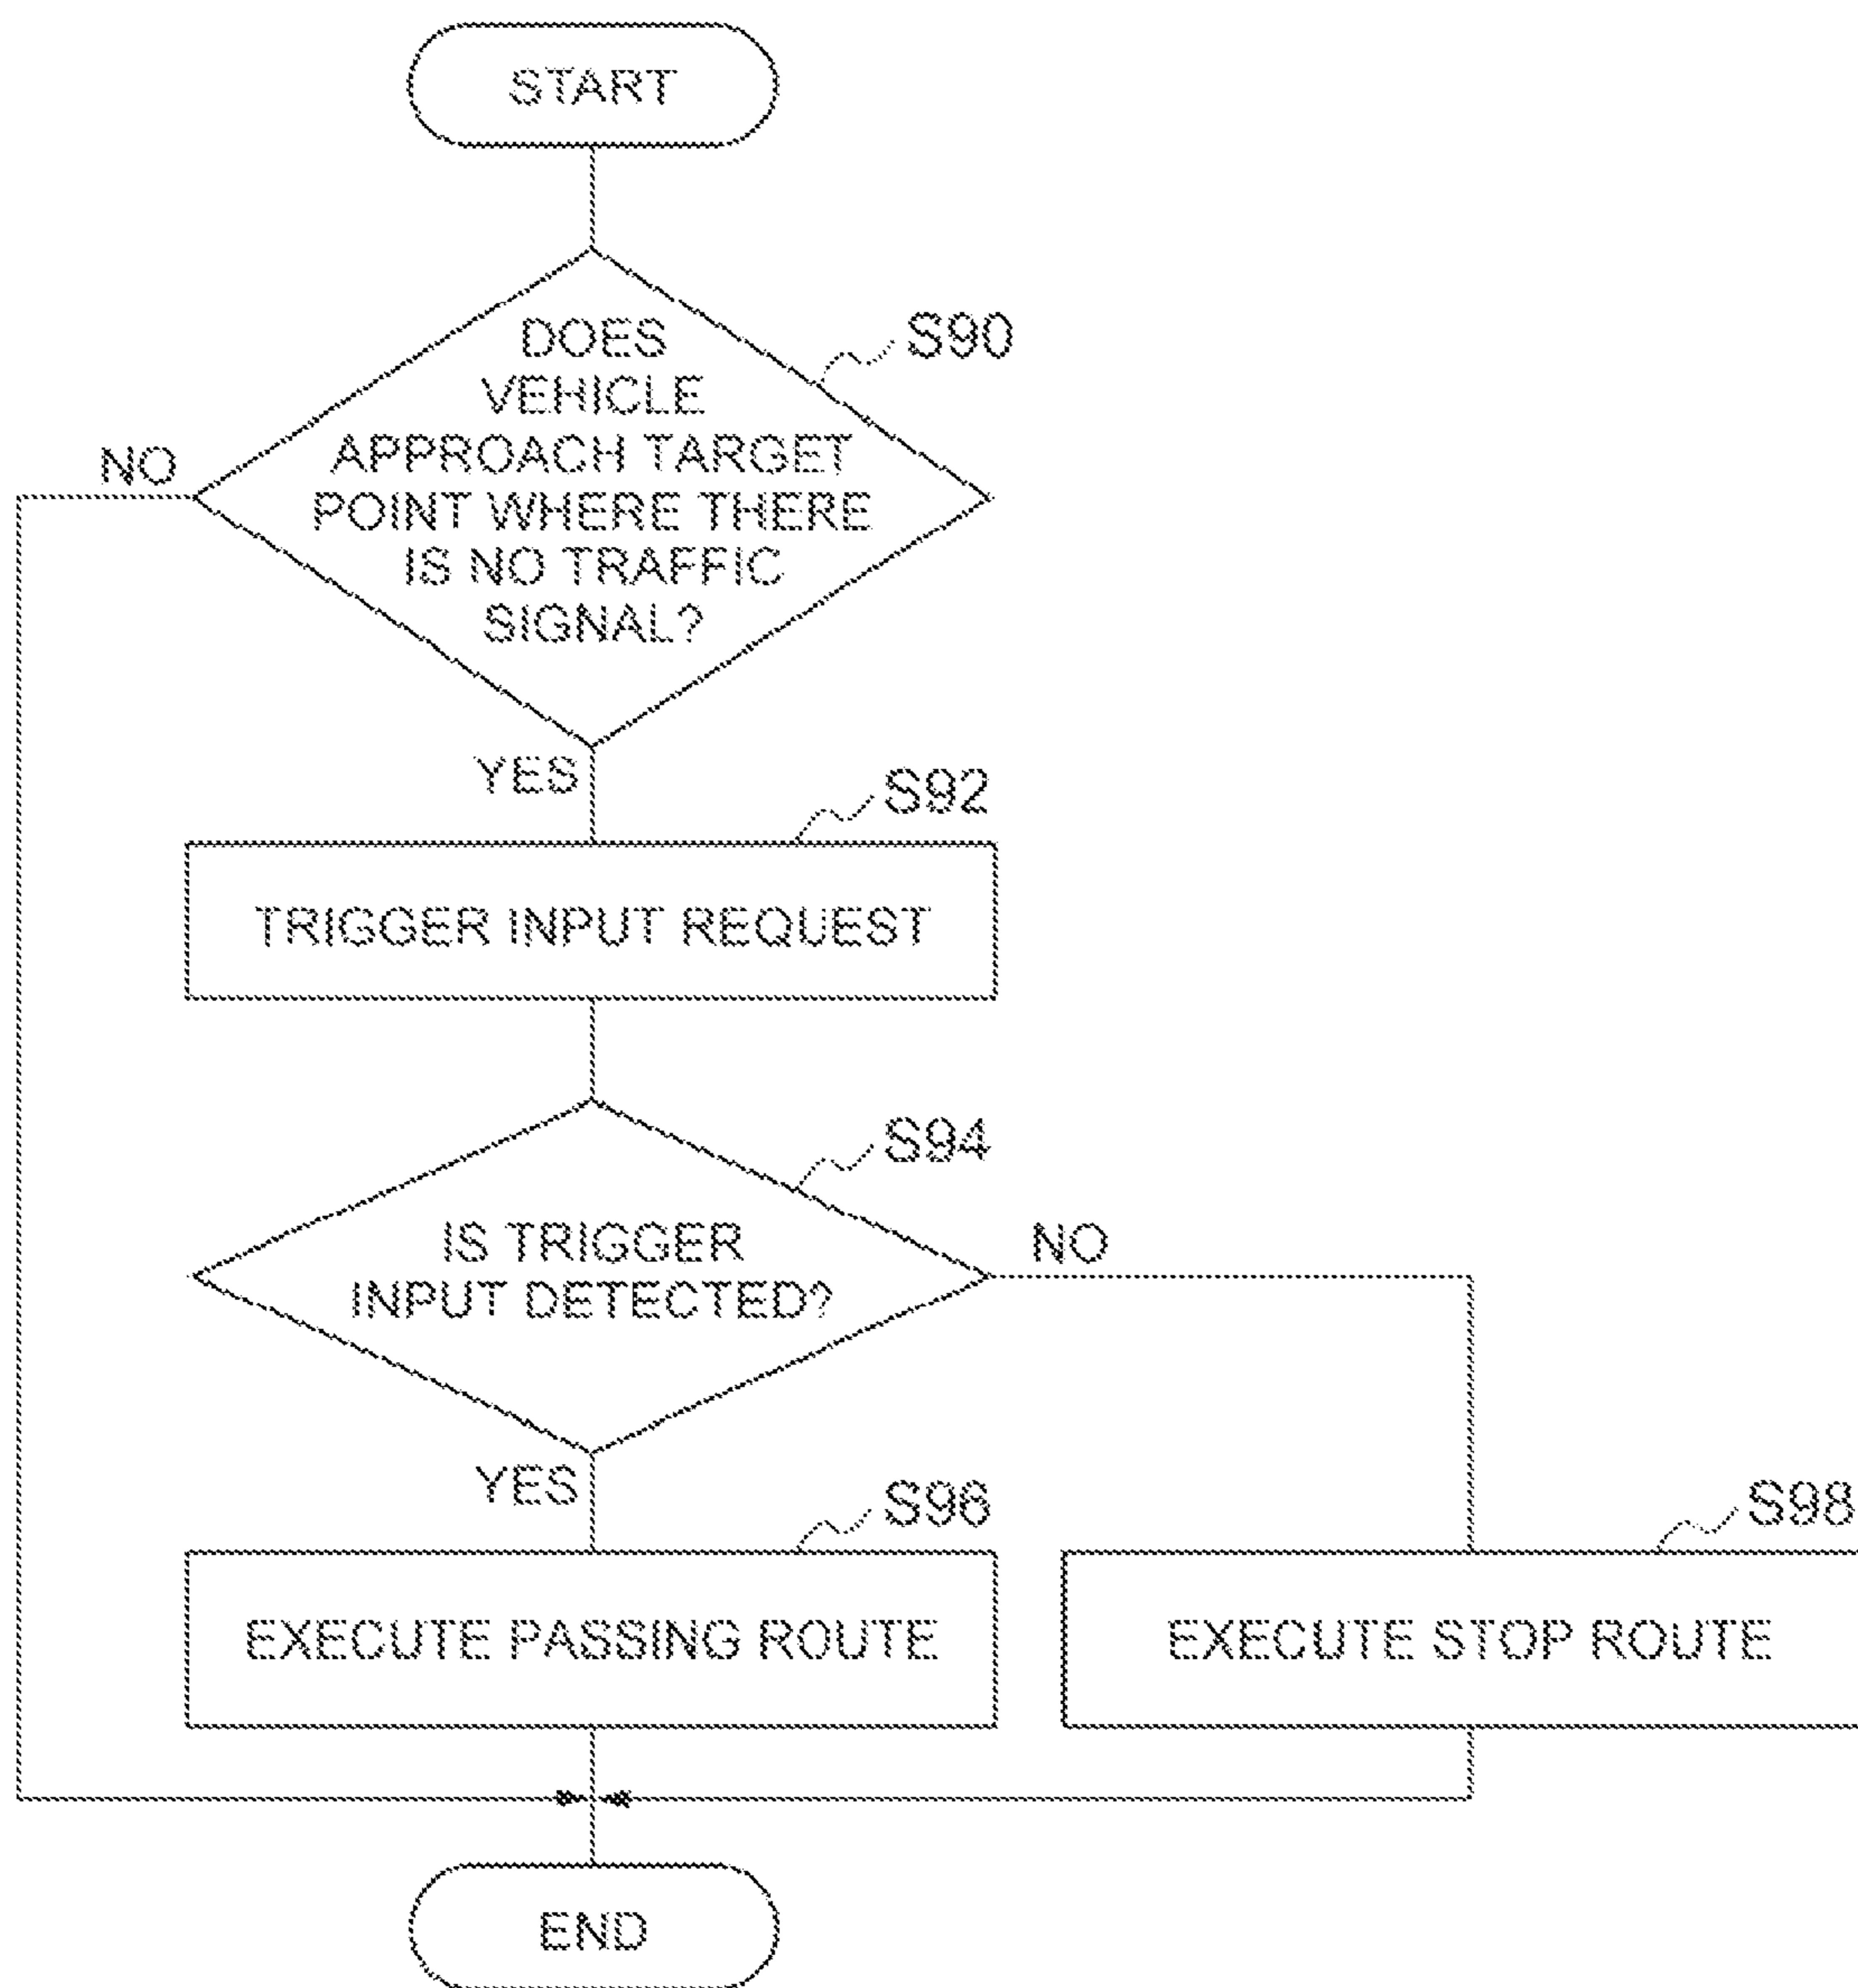 START
DOES
VEHICLE
APPROACH TARGET
POINT WHERE THERE
IS NO TRAFFIC
SIGNAL?
S90
NO
YES
S92
TRIGGER INPUT REQUEST
S94
IS TRIGGER
INPUT DETECTED?
NO
YES
S96
S98
EXECUTE PASSING ROUTE
EXECUTE STOP ROUTE
END